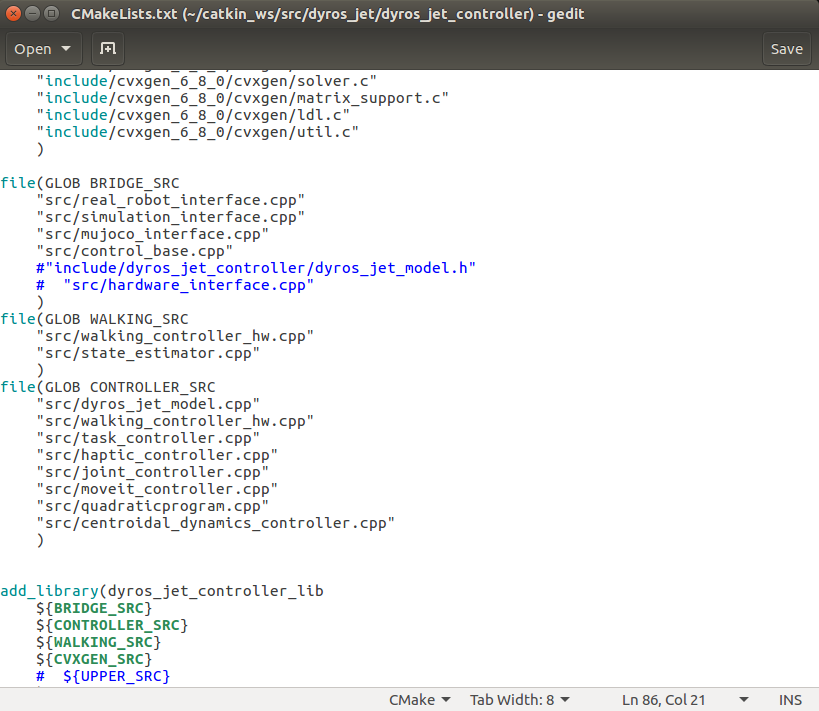 CMakeLists.txt (~/catkin_ws/src/dyros_jet/dyros_jet_controller) - gedit
Open
Save
"include/cvxgen_6_8_0/cvxgen/solver.c"
"include/cvxgen_6_8_0/cvxgen/matrix_support.c"
"include/cvxgen_6_8_0/cvxgen/ldl.c"
"include/cvxgen_6_8_0/cvxgen/util.c"
)
file(GLOB BRIDGE_SRC
"src/real_robot_interface.cpp"
"src/simulation_interface.cpp"
"src/mujoco_interface.cpp"
"src/control_base.cpp"
#"include/dyros_jet_controller/dyros_jet_model.h"
#  "src/hardware_interface.cpp"
)
file(GLOB WALKING_SRC
"src/walking_controller_hw.cpp"
"src/state_estimator.cpp"
)
file(GLOB CONTROLLER_SRC
"src/dyros_jet_model.cpp"
"src/walking_controller_hw.cpp"
"src/task_controller.cpp"
"src/haptic_controller.cpp"
"src/joint_controller.cpp"
"src/moveit_controller.cpp"
"src/quadraticprogram.cpp"
"src/centroidal_dynamics_controller.cpp"
)
add_library(dyros_jet_controller_lib
${BRIDGE_SRC}
${CONTROLLER_SRC}
${WALKING_SRC}
${CVXGEN_SRC}
#  ${UPPER_SRC}
CMake Tab Width: 8 Ln 86, Col 21 INS